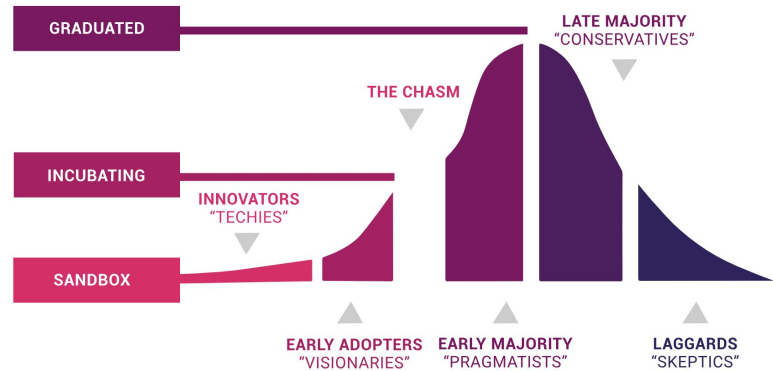 GRADUATED
LATE MAJORITY
“CONSERVATIVES”
THE CHASM
INCUBATING
INNOVATORS
“TECHIES”
SANDBOX
EARLY ADOPTERS
“VISIONARIES”
EARLY MAJORITY
“PRAGMATISTS”
LAGGARDS
“SKEPTICS”